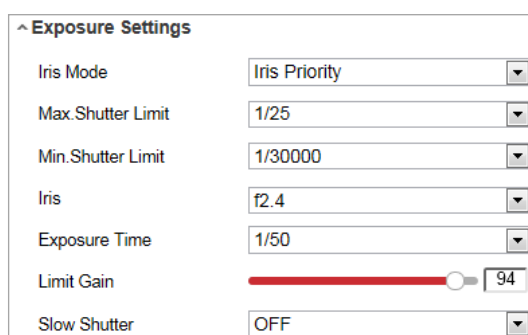 Exposure Settings
Iris Mode Iris Priority
Max.Shutter Limit 1/25
Min.Shutter Limit 1/30000
Iris f2.4
Exposure Time 1/50
Limit Gain 94
Slow Shutter OFF